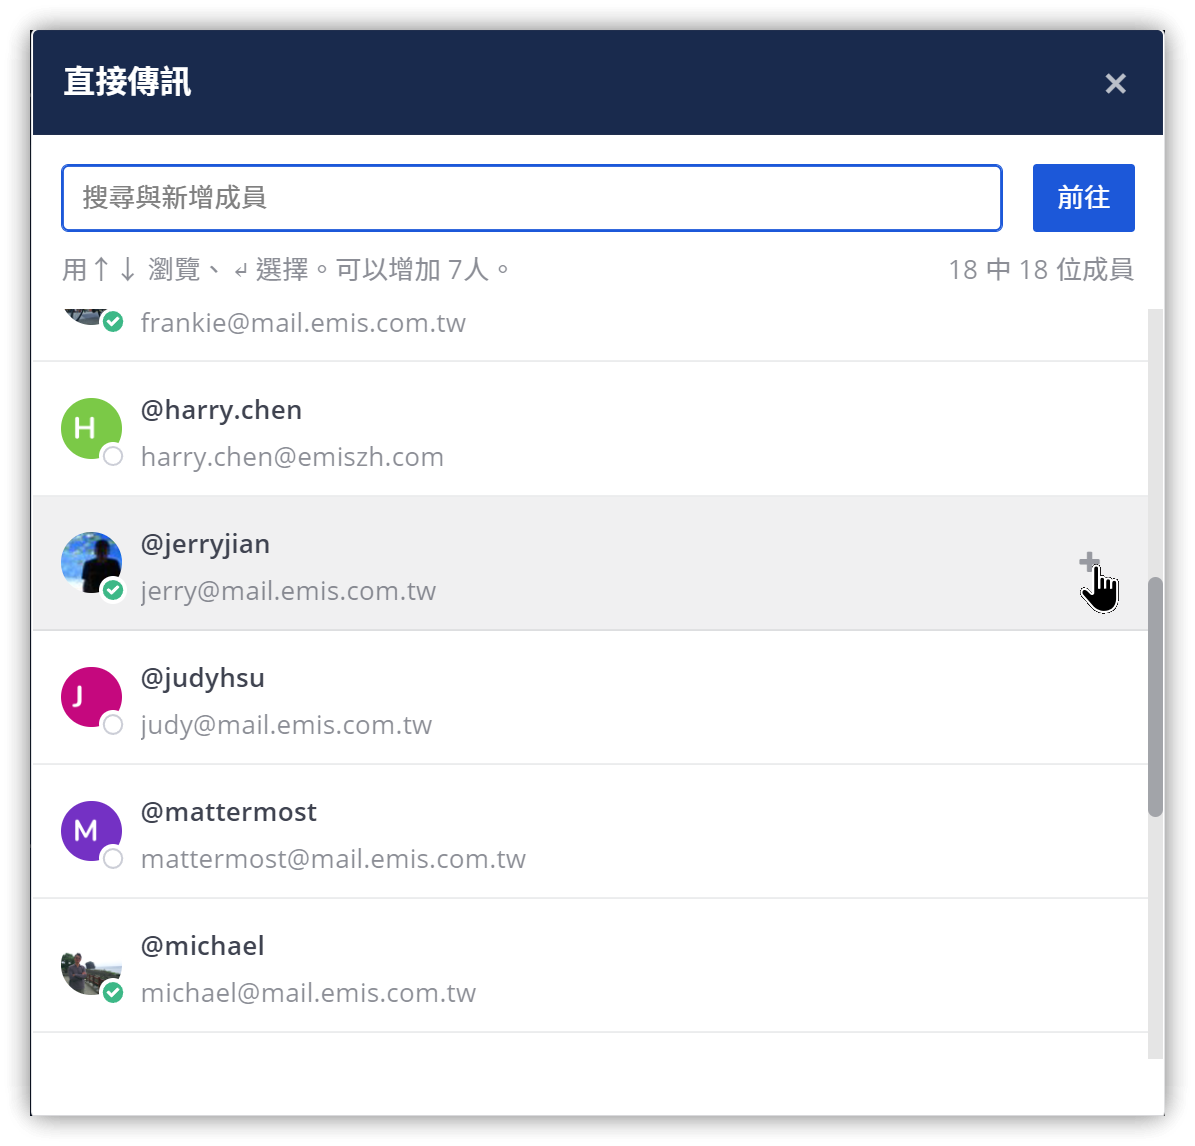 直接傳訊
×
搜尋與新增成員
前往
用↑↓ 瀏覽、↵選擇。可以增加 7人。
18 中 18 位成員
frankie@mail.emis.com.tw
H
@harry.chen
harry.chen@emiszh.com
@jerryjian
jerry@mail.emis.com.tw
J
@judyhsu
judy@mail.emis.com.tw
M
@mattermost
mattermost@mail.emis.com.tw
@michael
michael@mail.emis.com.tw